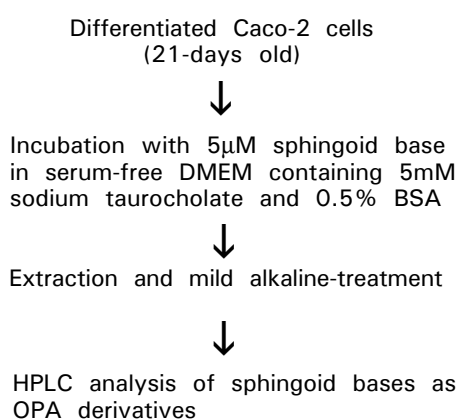 Differentiated Caco-2 cells
(21-days old)
Incubation with 5μM sphingoid base
in serum-free DMEM containing 5mM
sodium taurocholate and 0.5% BSA
Extraction and mild alkaline-treatment
HPLC analysis of sphingoid bases as
OPA derivatives